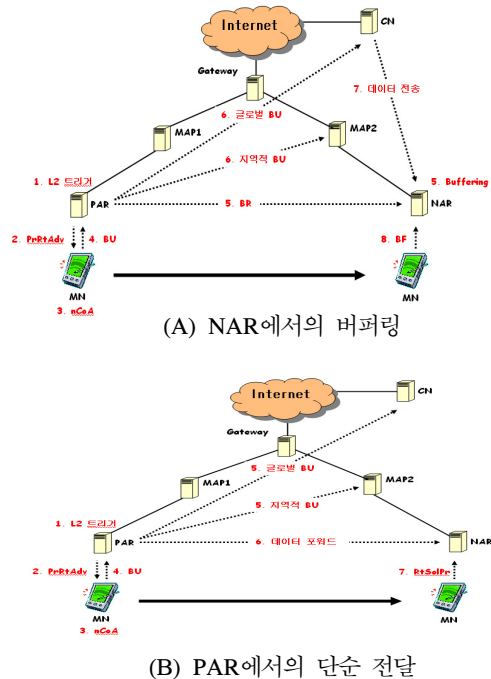 Internet
CN
Gateway
7. 데이터 전송
6. 글로벌 BU
MAP1
MAP2
6. 지역적 BU
1. L2 트리거
5. Buffering
PAR
5. BR
NAR
2. PrRtAdv
4. BU
8. BF
MN
MN
3. nCoA
(A) NAR에서의 버퍼링
Internet
CN
Gateway
5. 글로벌 BU
MAP1
MAP2
5. 지역적 BU
1. L2 트리거
PAR
6. 데이터 포워드
NAR
2. PrRtAdv
4. BU
7. RtSolPr
MN
MN
3. nCoA
(B) PAR에서의 단순 전달